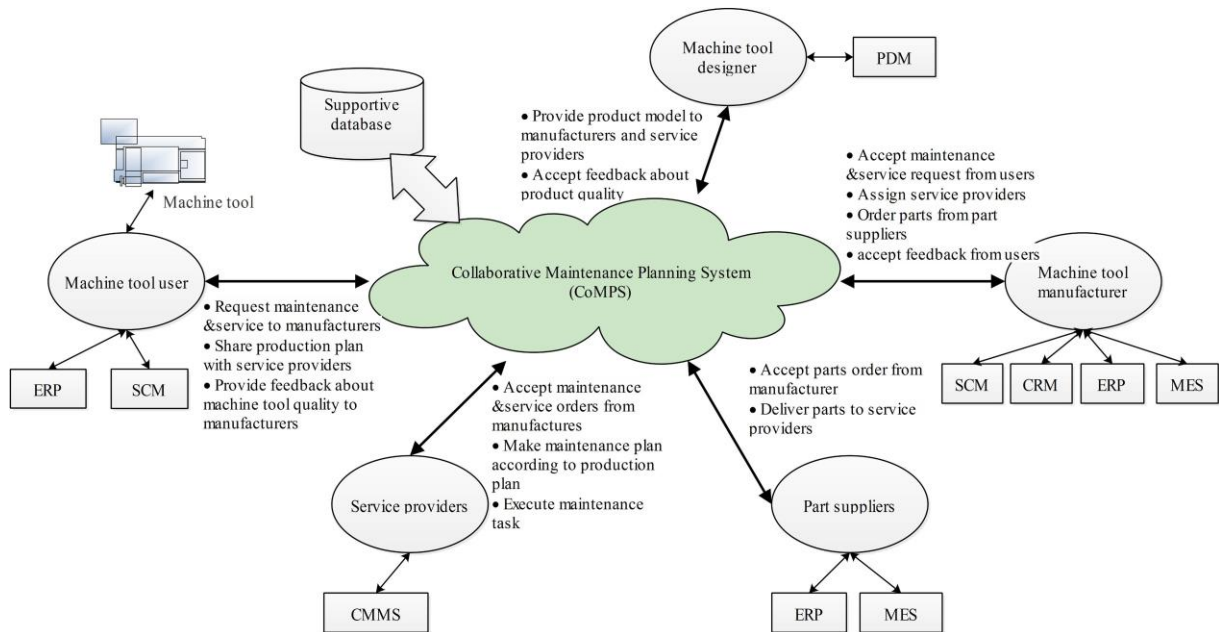 Machine tool
designer
PDM
Supportive
database
• Provide product model to
manufacturers and service
providers
• Accept feedback about
product quality
• Accept maintenance
&service request from users
• Assign service providers
• Order parts from part
suppliers
• accept feedback from users
Machine tool
Machine tool user
Collaborative Maintenance Planning System
(CoMPS)
Machine tool
manufacturer
• Request maintenance
&service to manufacturers
• Share production plan
with service providers
• Provide feedback about
machine tool quality to
manufacturers
ERP
SCM
SCM
CRM
ERP
MES
• Accept maintenance
&service orders from
manufactures
• Make maintenance plan
according to production
plan
• Execute maintenance
task
• Accept parts order from
manufacturer
• Deliver parts to service
providers
Service providers
Part suppliers
CMMS
ERP
MES